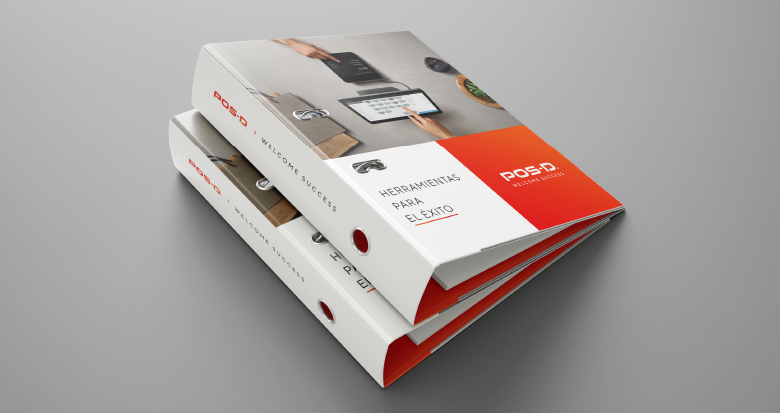 POS·D | WELCOME SUCCESS
HERRAMIENTAS
PARA
EL ÉXITO
POS·D
WELCOME SUCCESS
POS·D | WELCOME SUCCESS